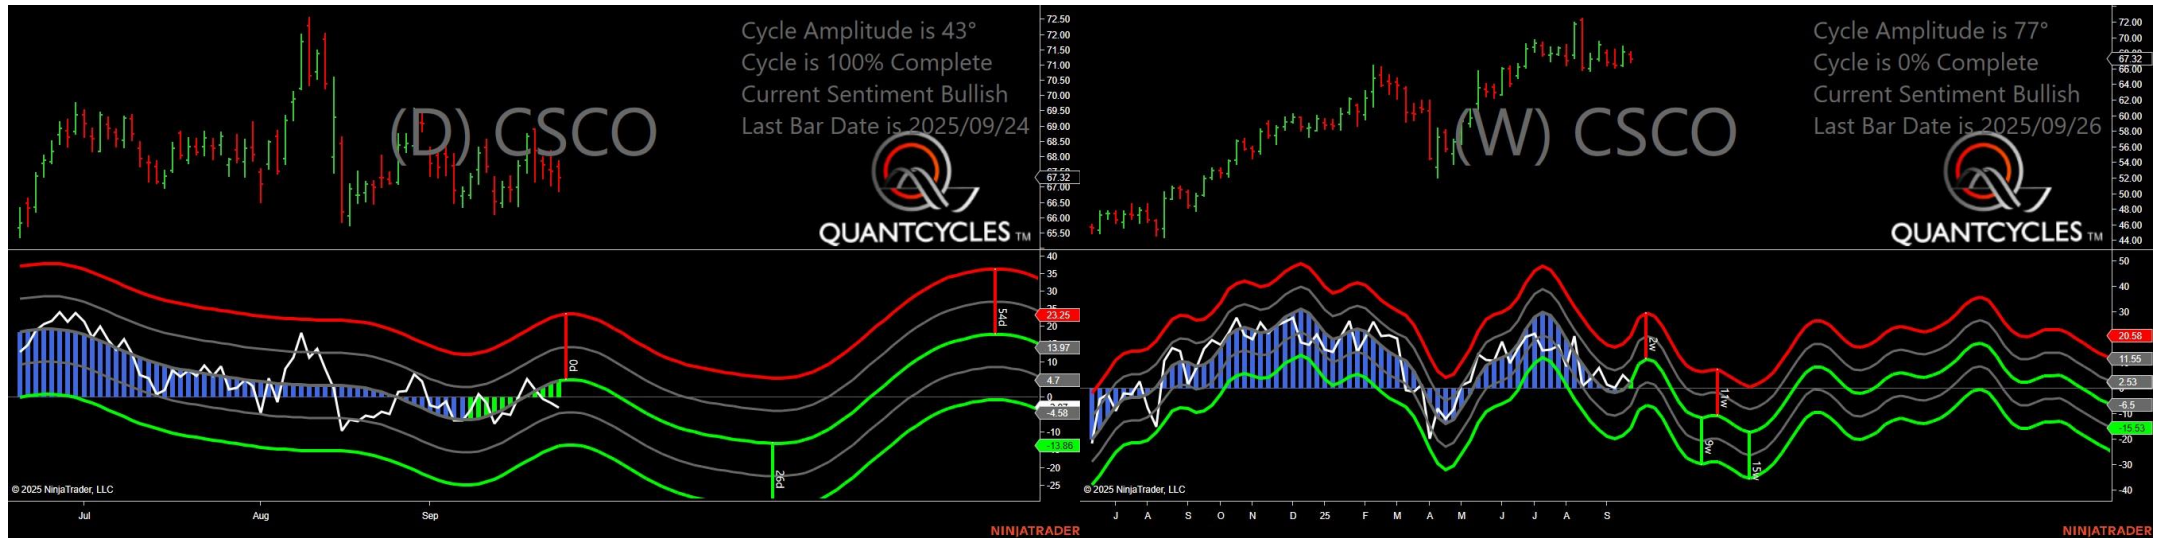 Cycle Amplitude is 43°
Cycle is 100% Complete
Current Sentiment Bullish
Last Bar Date is 2025/09/24
(D) CSCO
QUANTCYCLES TM
72.50
72.00
71.50
71.00
70.50
70.00
69.50
69.00
68.50
68.00
67.32
67.00
66.50
66.00
65.50
40
35
30
25
23.25
20
13.97
10
4.7
0
-4.58
-10
-13.86
-20
-25
0d
26d
54d
© 2025 NinjaTrader, LLC
Jul
Aug
Sep
NINJATRADER
Cycle Amplitude is 77°
Cycle is 0% Complete
Current Sentiment Bullish
Last Bar Date is 2025/09/26
(W) CSCO
QUANTCYCLES TM
72.00
70.00
67.32
66.00
64.00
62.00
60.00
58.00
56.00
54.00
52.00
50.00
48.00
46.00
44.00
50
40
30
20.58
11.55
2.53
-6.5
-10
-15.53
-20
-30
-40
2w
11w
9w
15w
© 2025 NinjaTrader, LLC
J
A
S
O
N
D
25
F
M
A
M
J
J
A
S
NINJATRADER